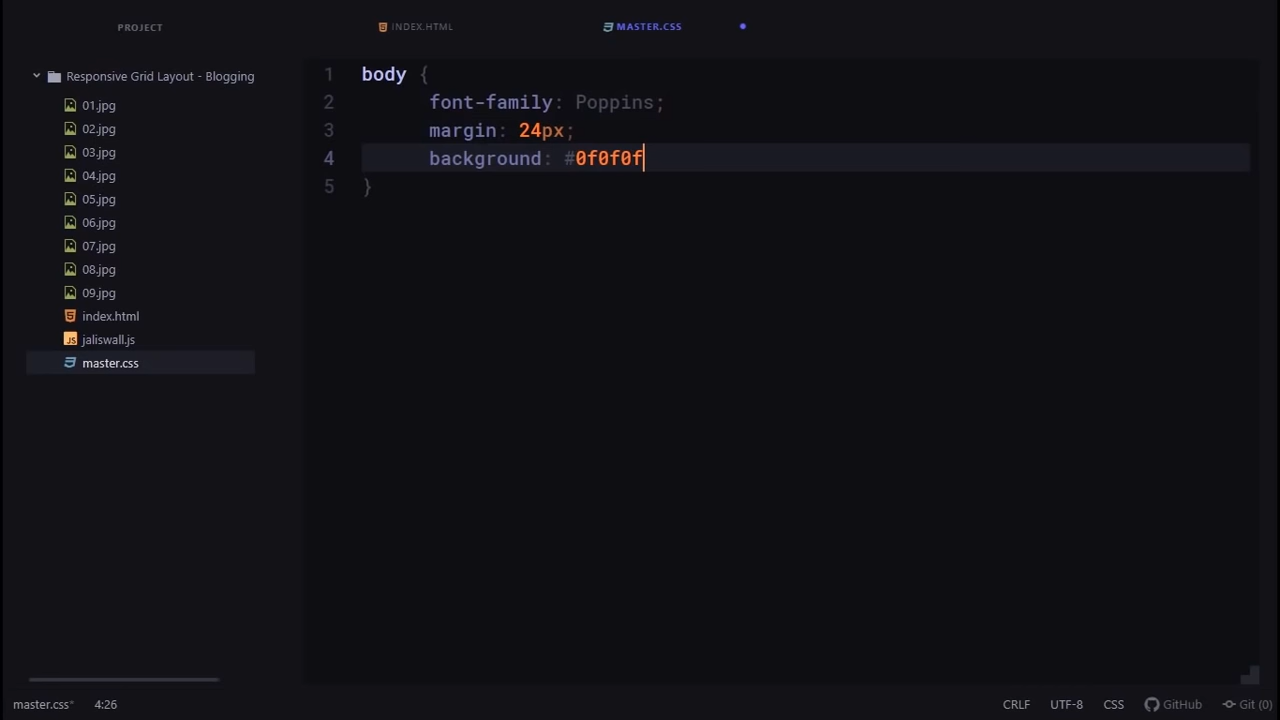 PROJECT
INDEX.HTML
MASTER.CSS
Responsive Grid Layout - Blogging
01.jpg
02.jpg
03.jpg
04.jpg
05.jpg
06.jpg
07.jpg
08.jpg
09.jpg
index.html
JS jaliswall.js
master.css
1 body {
2 font-family: Poppins;
3 margin: 24px;
4 background: #0f0f0f
5 }
master.css* 4:26 CRLF UTF-8 CSS GitHub Git (0)